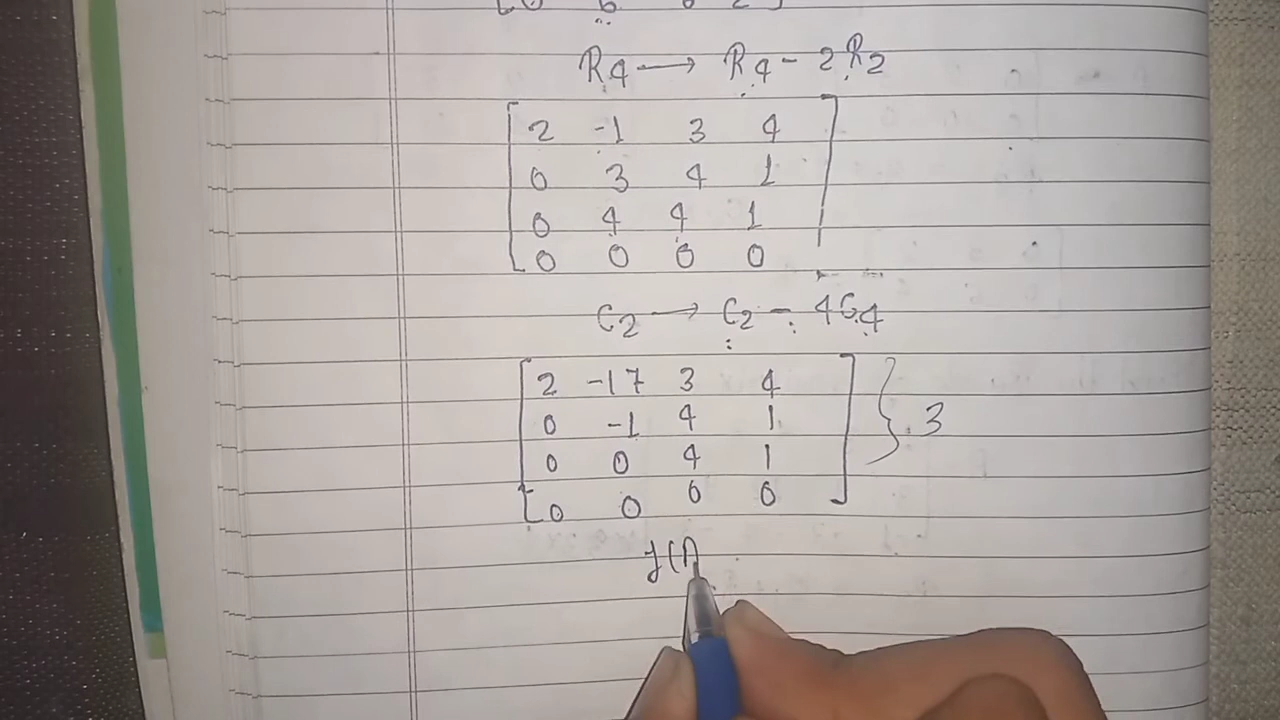 R4 → R4 - 2R2
2 -1 3 4
0 3 4 1
0 4 4 1
0 0 0 0
C2 → C2 - 4C4
2 -17 3 4
0 -1 4 1
0 0 4 1
0 0 0 0
} 3